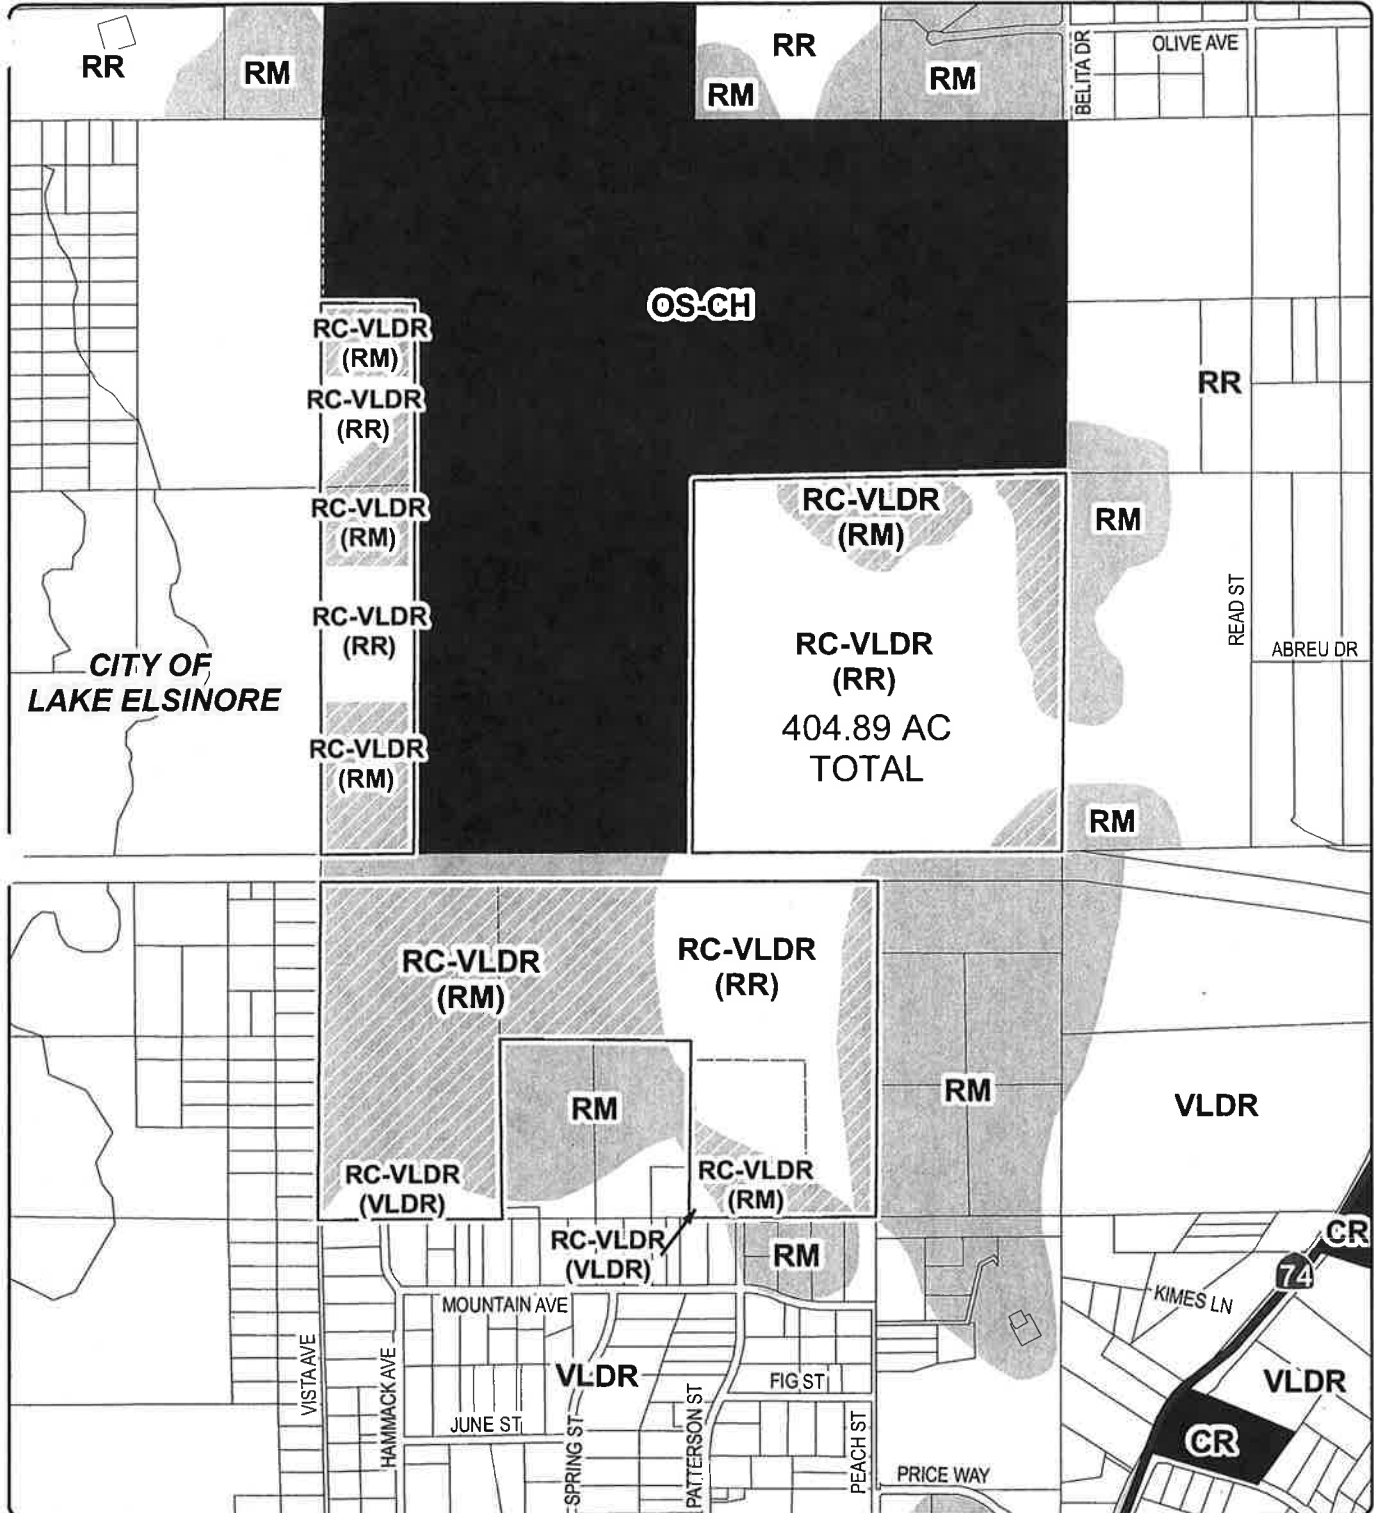 RR
RM
RR
RM
RM
BELITA DR
OLIVE AVE
OS-CH
RC-VLDR
(RM)
RC-VLDR
(RR)
RR
RC-VLDR
(RM)
RC-VLDR
(RM)
RM
READ ST
ABREU DR
RC-VLDR
(RR)
CITY OF
LAKE ELSINORE
RC-VLDR
(RR)
404.89 AC
TOTAL
RC-VLDR
(RM)
RM
RC-VLDR
(RM)
RC-VLDR
(RR)
RM
RM
VLDR
RC-VLDR
(VLDR)
RC-VLDR
(RM)
RC-VLDR
(VLDR)
RM
CR
74
KIMES LN
MOUNTAIN AVE
VISTA AVE
HAMMACK AVE
VLDR
FIG ST
VLDR
JUNE ST
SPRING ST
PATTERSON ST
PEACH ST
CR
PRICE WAY